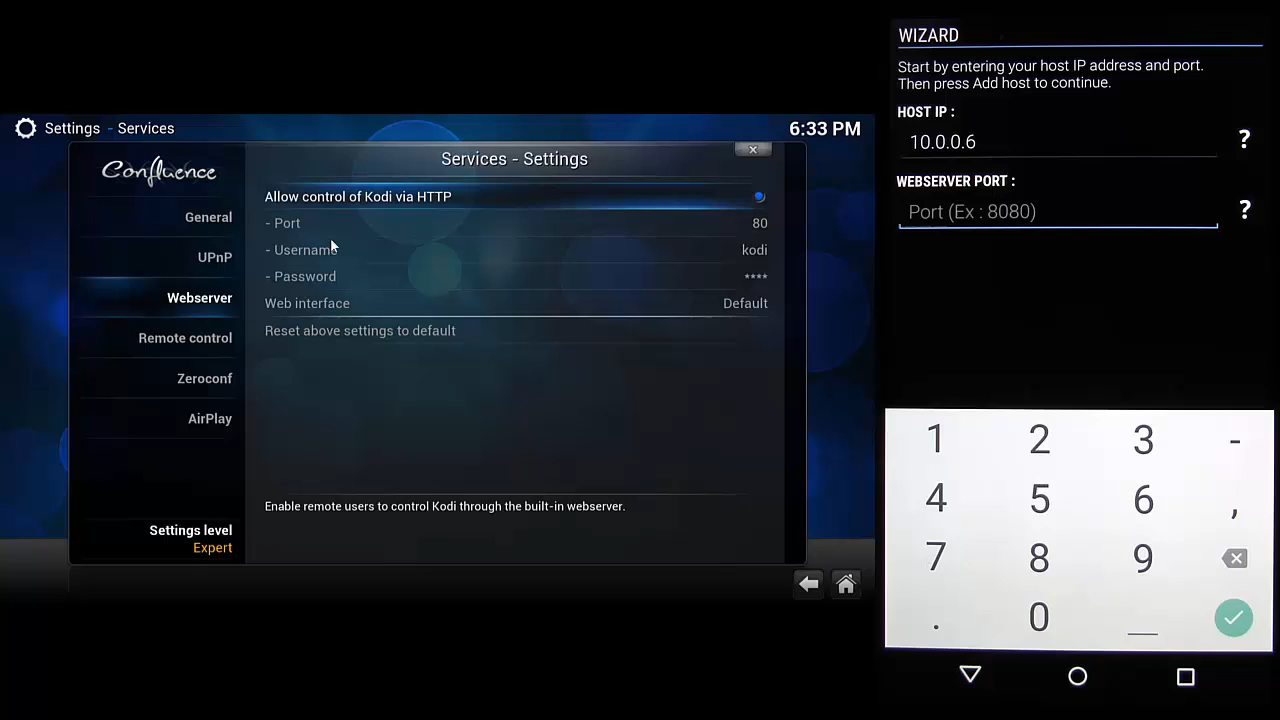 Settings - Services
6:33 PM
Confluence
General
UPnP
Webserver
Remote control
Zeroconf
AirPlay
Settings level
Expert
Services - Settings
Allow control of Kodi via HTTP
- Port 80
- Username kodi
- Password ****
Web interface Default
Reset above settings to default
Enable remote users to control Kodi through the built-in webserver.
WIZARD
Start by entering your host IP address and port.
Then press Add host to continue.
HOST IP :
10.0.0.6 ?
WEBSERVER PORT :
Port (Ex : 8080) ?
1 2 3 -
4 5 6 ,
7 8 9
. 0 _